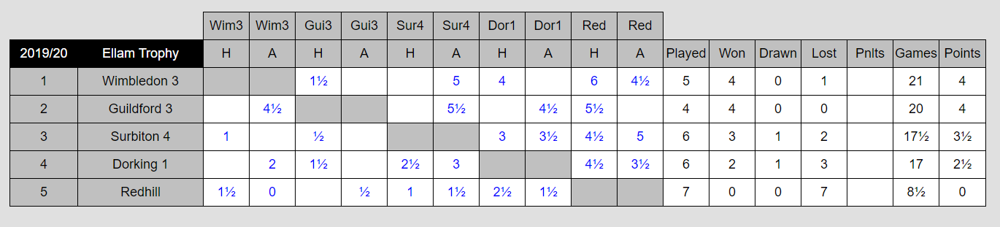 Wim3 Wim3 Gui3 Gui3 Sur4 Sur4 Dor1 Dor1 Red Red
2019/20 Ellam Trophy H A H A H A H A H A Played Won Drawn Lost Pnlts Games Points
1 Wimbledon 3 1½ 5 4 6 4½ 5 4 0 1 21 4
2 Guildford 3 4½ 5½ 4½ 5½ 4 4 0 0 20 4
3 Surbiton 4 1 ½ 3 3½ 4½ 5 6 3 1 2 17½ 3½
4 Dorking 1 2 1½ 2½ 3 4½ 3½ 6 2 1 3 17 2½
5 Redhill 1½ 0 ½ 1 1½ 2½ 1½ 7 0 0 7 8½ 0